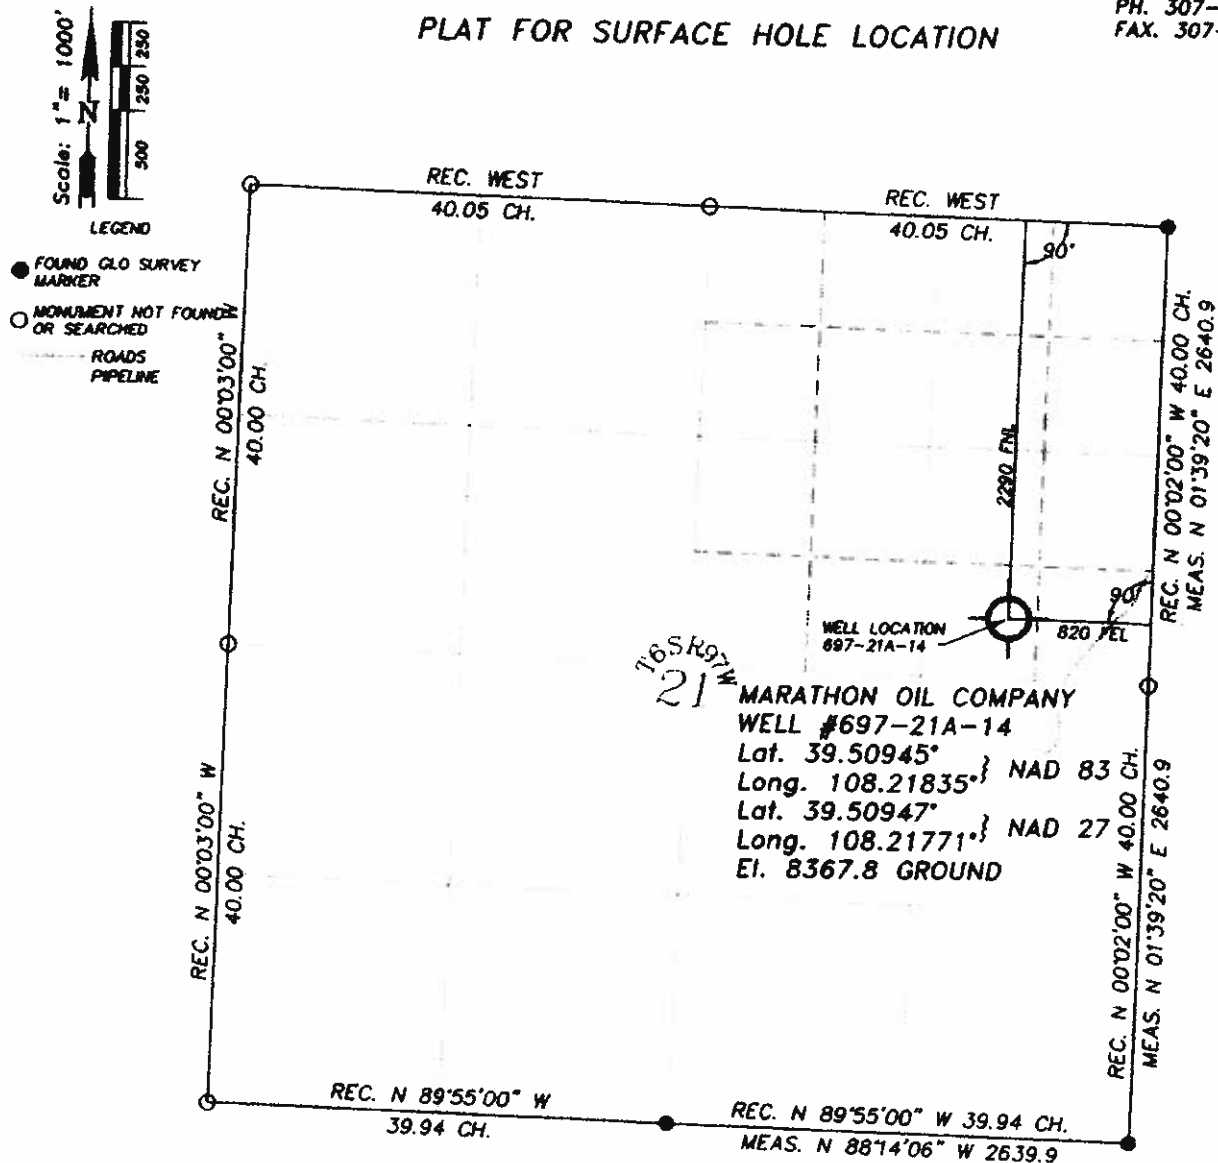 PLAT FOR SURFACE HOLE LOCATION
PH. 307-
FAX. 307-
Scale: 1"= 1000'
N
500
250
250
LEGEND
FOUND GLO SURVEY
MARKER
MONUMENT NOT FOUND
OR SEARCHED
ROADS
PIPELINE
REC. WEST
40.05 CH.
REC. WEST
40.05 CH.
90°
REC. N 00°03'00" W
40.00 CH.
REC. N 00°02'00" W 40.00 CH.
MEAS. N 01°39'20" E 2640.9
2290 FNL
90°
820 FEL
WELL LOCATION
697-21A-14
T6SR97W
21
MARATHON OIL COMPANY
WELL #697-21A-14
Lat. 39.50945°
Long. 108.21835°} NAD 83
Lat. 39.50947°
Long. 108.21771°} NAD 27
El. 8367.8 GROUND
REC. N 00°03'00" W
40.00 CH.
REC. N 00°02'00" W 40.00 CH.
MEAS. N 01°39'20" E 2640.9
REC. N 89°55'00" W
39.94 CH.
REC. N 89°55'00" W 39.94 CH.
MEAS. N 88°14'06" W 2639.9